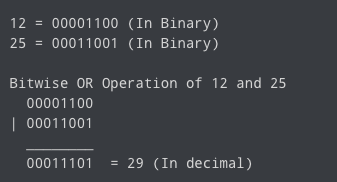 12 = 00001100 (In Binary)
25 = 00011001 (In Binary)
Bitwise OR Operation of 12 and 25
00001100
| 00011001
________
00011101 = 29 (In decimal)